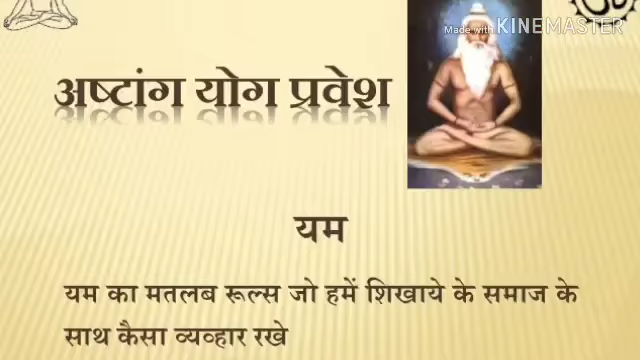 Made with KINEMASTER
अष्टांग योग प्रवेश
यम
यम का मतलब रूल्स जो हमें शिखाये के समाज के
साथ कैसा व्यव्हार रखे